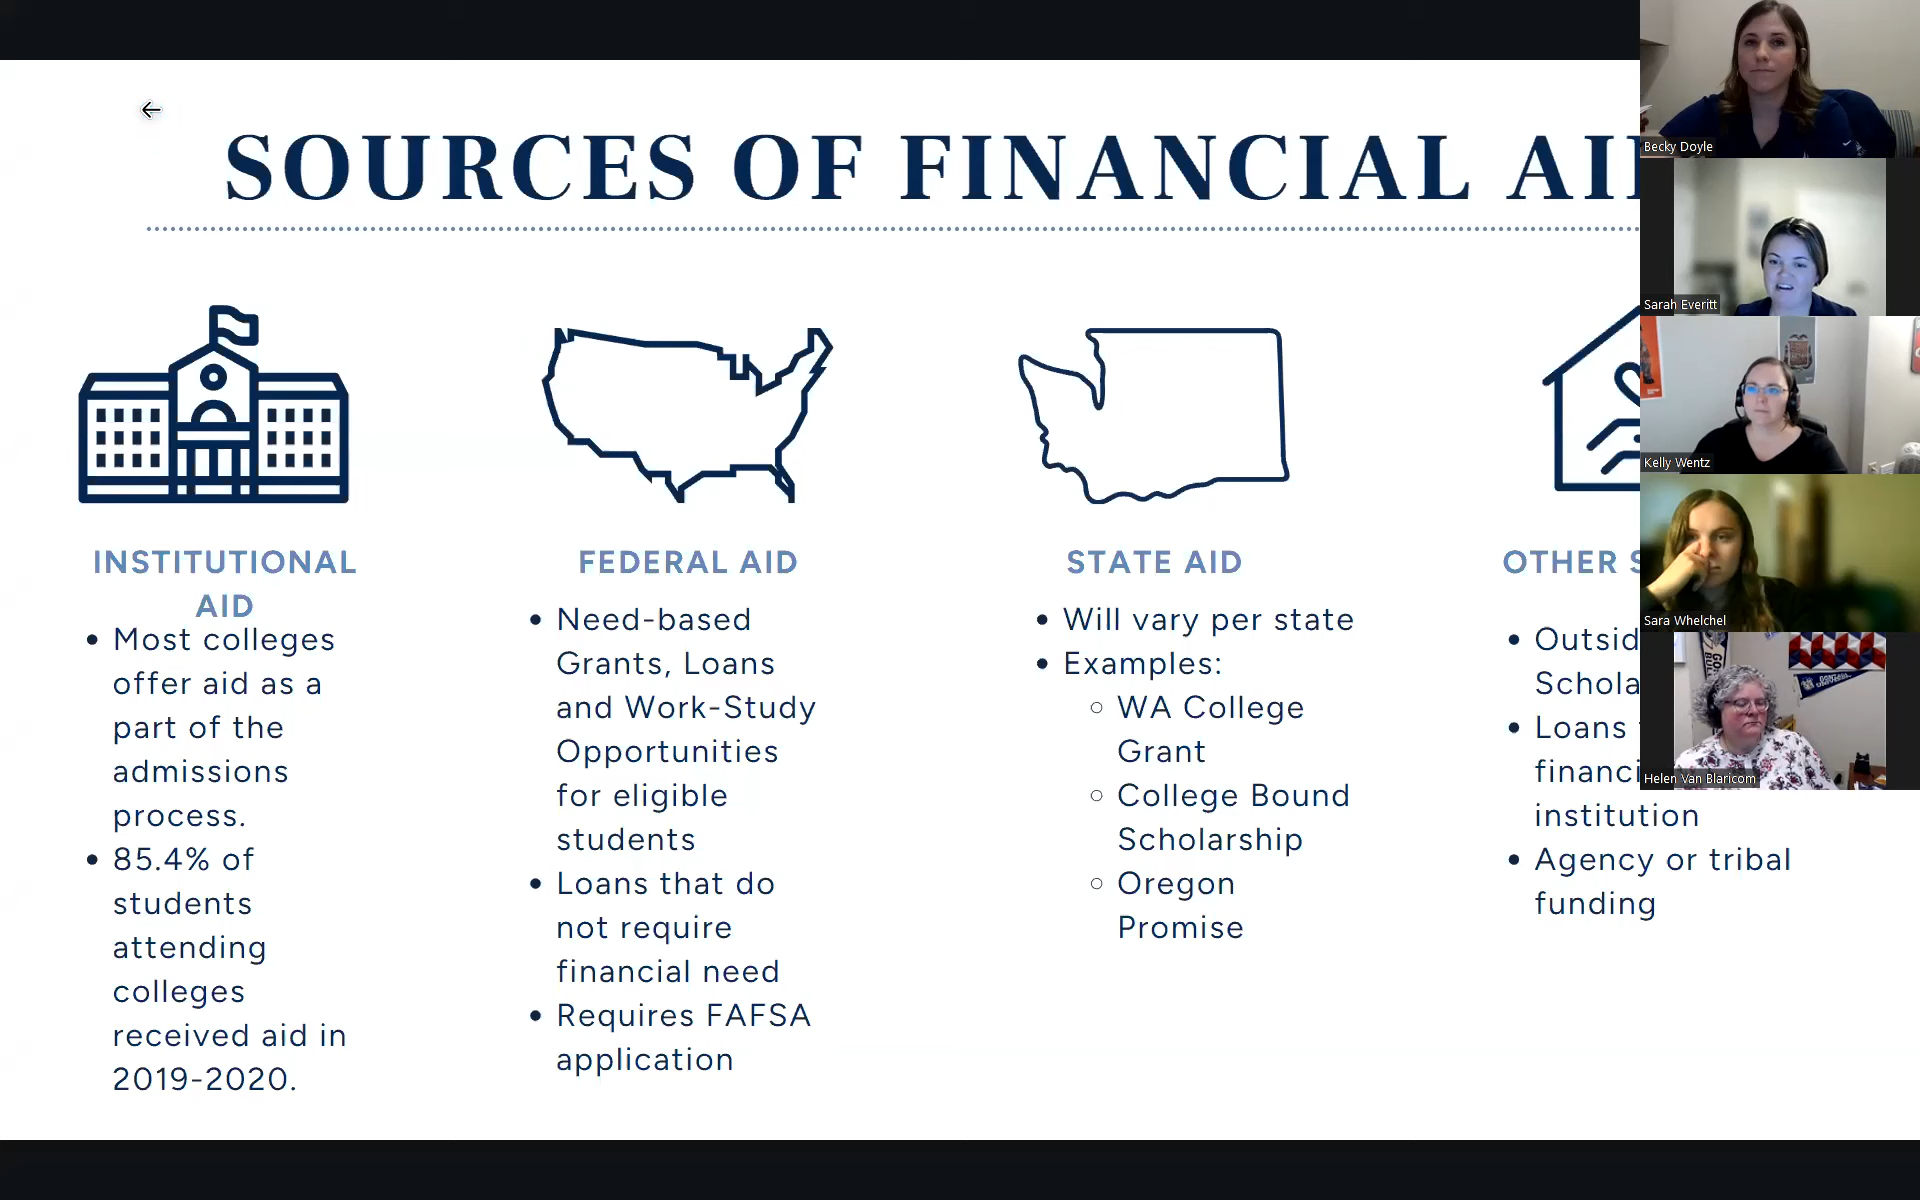 SOURCES OF FINANCIAL
INSTITUTIONAL
AID
Most colleges
offer aid as a
part of the
admissions
process.
85.4% of
students
attending
colleges
received aid in
2019-2020.
FEDERAL AID
Need-based
Grants, Loans
and Work-Study
Opportunities
for eligible
students
Loans that do
not require
financial need
Requires FAFSA
application
STATE AID
Will vary per state
Examples:
WA College
Grant
College Bound
Scholarship
Oregon
Promise
OTHER
Loans
institution
Agency or tribal
funding
Becky Doyle
Sarah Everitt
Kelly Wentz
Sara Whelchel
Helen Van Blaricom
GO
BUL
GONZAGA
UNIVERSITY